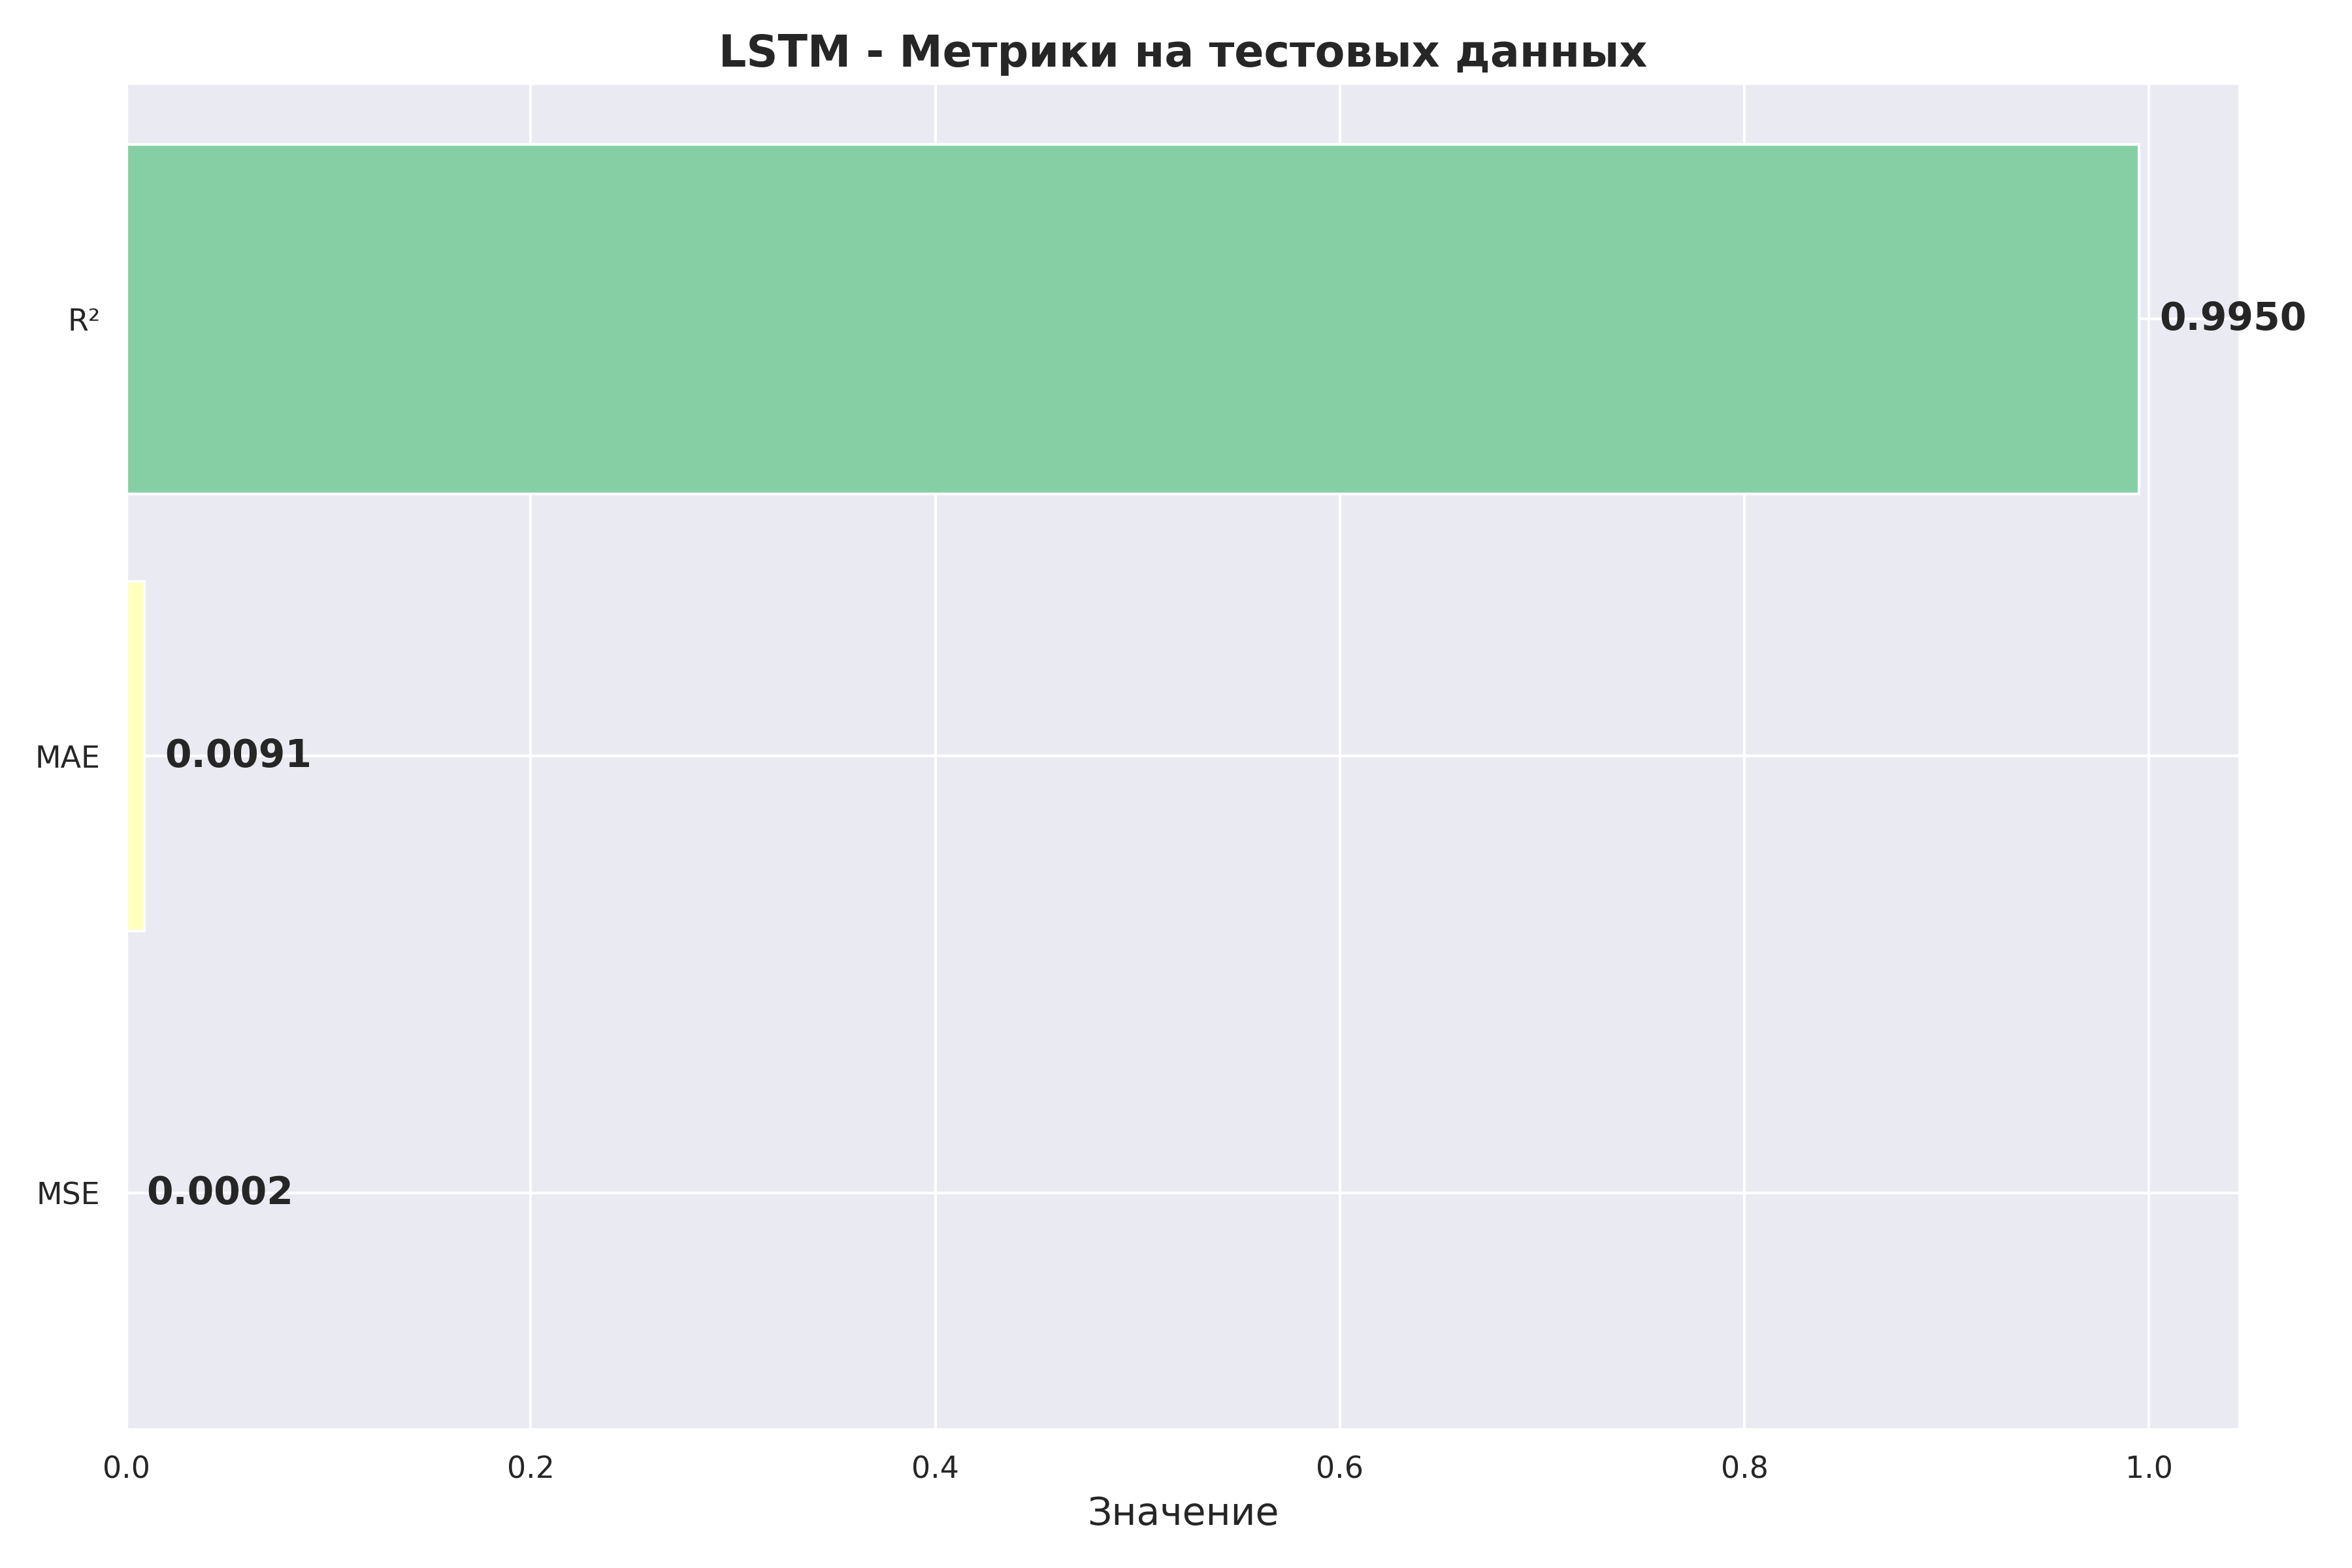 LSTM - Метрики на тестовых данных
R²
0.9950
MAE
0.0091
MSE
0.0002
0.0 0.2 0.4 0.6 0.8 1.0
Значение